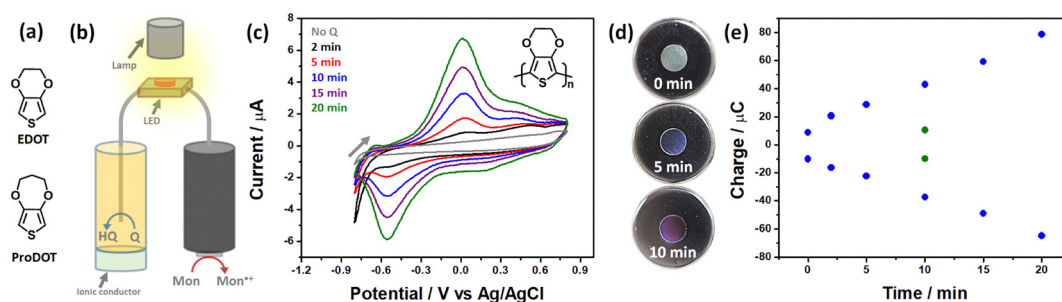 (a)
O O
S
EDOT
O O
S
ProDOT
(b)
Lamp
LED
HQ Q
Ionic conductor
Mon Mon•+
(c)
No Q
2 min
5 min
10 min
15 min
20 min
O O
S n
Current / μA
8
6
4
2
0
-2
-4
-6
-1.2 -0.9 -0.6 -0.3 0.0 0.3 0.6 0.9
Potential / V vs Ag/AgCl
(d)
0 min
5 min
10 min
(e)
Charge / μC
80
60
40
20
0
-20
-40
-60
-80
0 5 10 15 20
Time / min